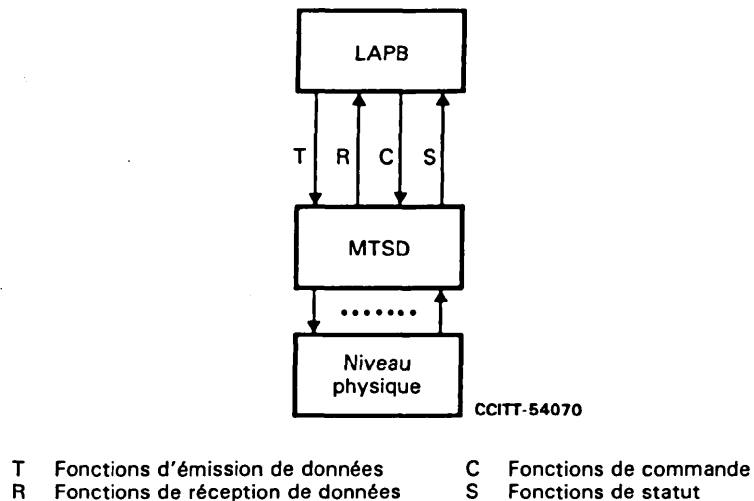 LAPB
T R C S
MTSD
.......
Niveau
physique
CCITT-54070
T Fonctions d'émission de données C Fonctions de commande
R Fonctions de réception de données S Fonctions de statut